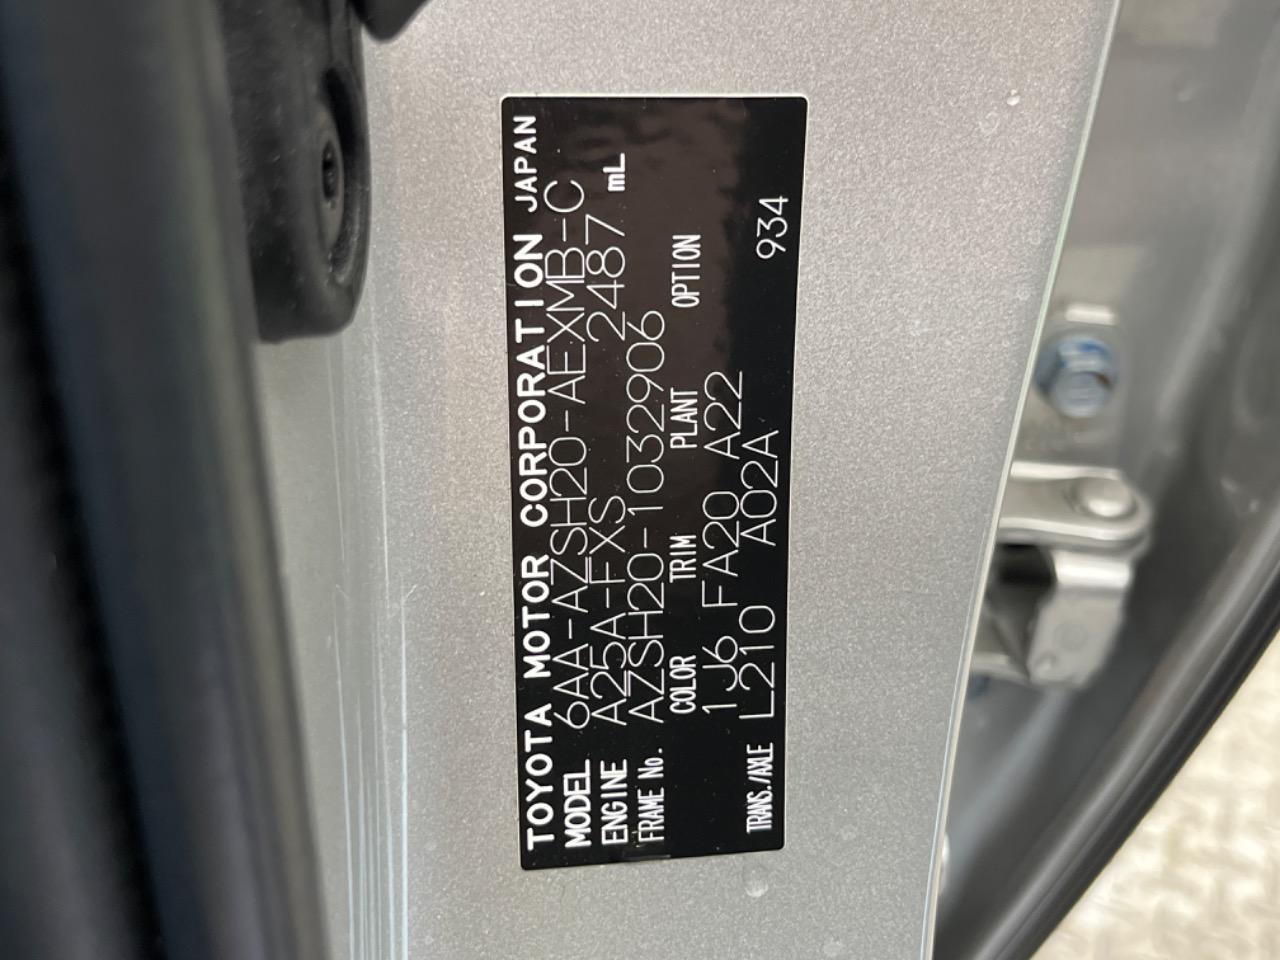 TOYOTA MOTOR CORPORATION JAPAN
MODEL 6AA-AZSH20-AEXMB-C
ENGINE A25A-FXS 2487 mL
FRAME No. AZSH20-1032906
COLOR TRIM PLANT OPTION
1J6 FA20 A22
TRANS./AXLE L210 A02A 934